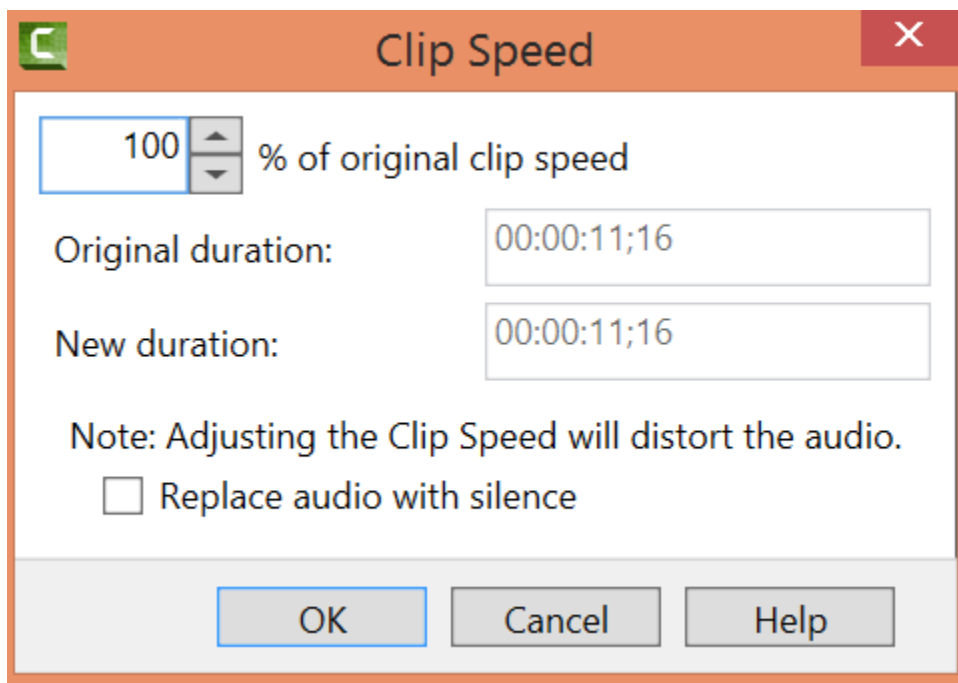 Clip Speed
100 % of original clip speed
Original duration: 00:00:11;16
New duration: 00:00:11;16
Note: Adjusting the Clip Speed will distort the audio.
Replace audio with silence
OK Cancel Help